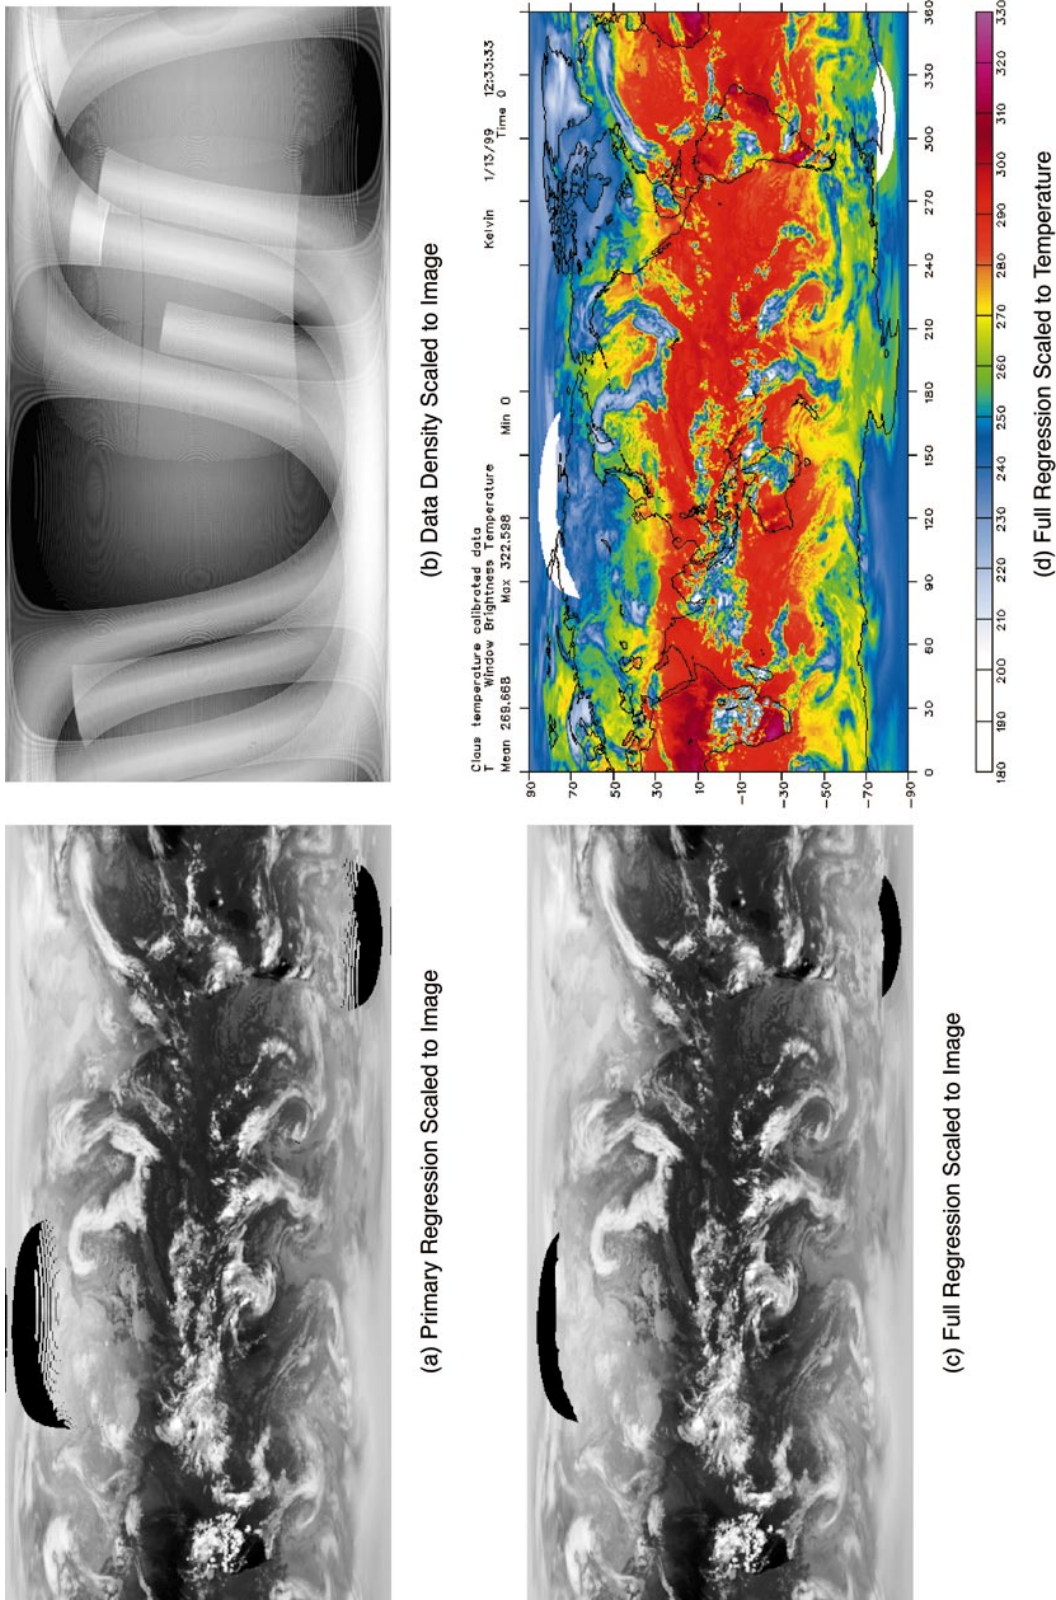 (a) Primary Regression Scaled to Image
(b) Data Density Scaled to Image
Claus temperature calibrated data
T Window Brightness Temperature Kelvin 1/13/99 12:33:33
Mean 269.668 Max 322.598 Min 0 Time 0
90
70
50
30
10
-10
-30
-50
-70
-90
0 30 60 90 120 150 180 210 240 270 300 330 360
180 190 200 210 220 230 240 250 260 270 280 290 300 310 320 330
(c) Full Regression Scaled to Image
(d) Full Regression Scaled to Temperature